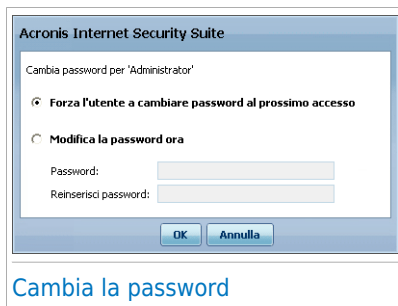 Acronis Internet Security Suite
Cambia password per 'Administrator'
Forza l'utente a cambiare password al prossimo accesso
Modifica la password ora
Password:
Reinserisci password:
OK Annulla
Cambia la password